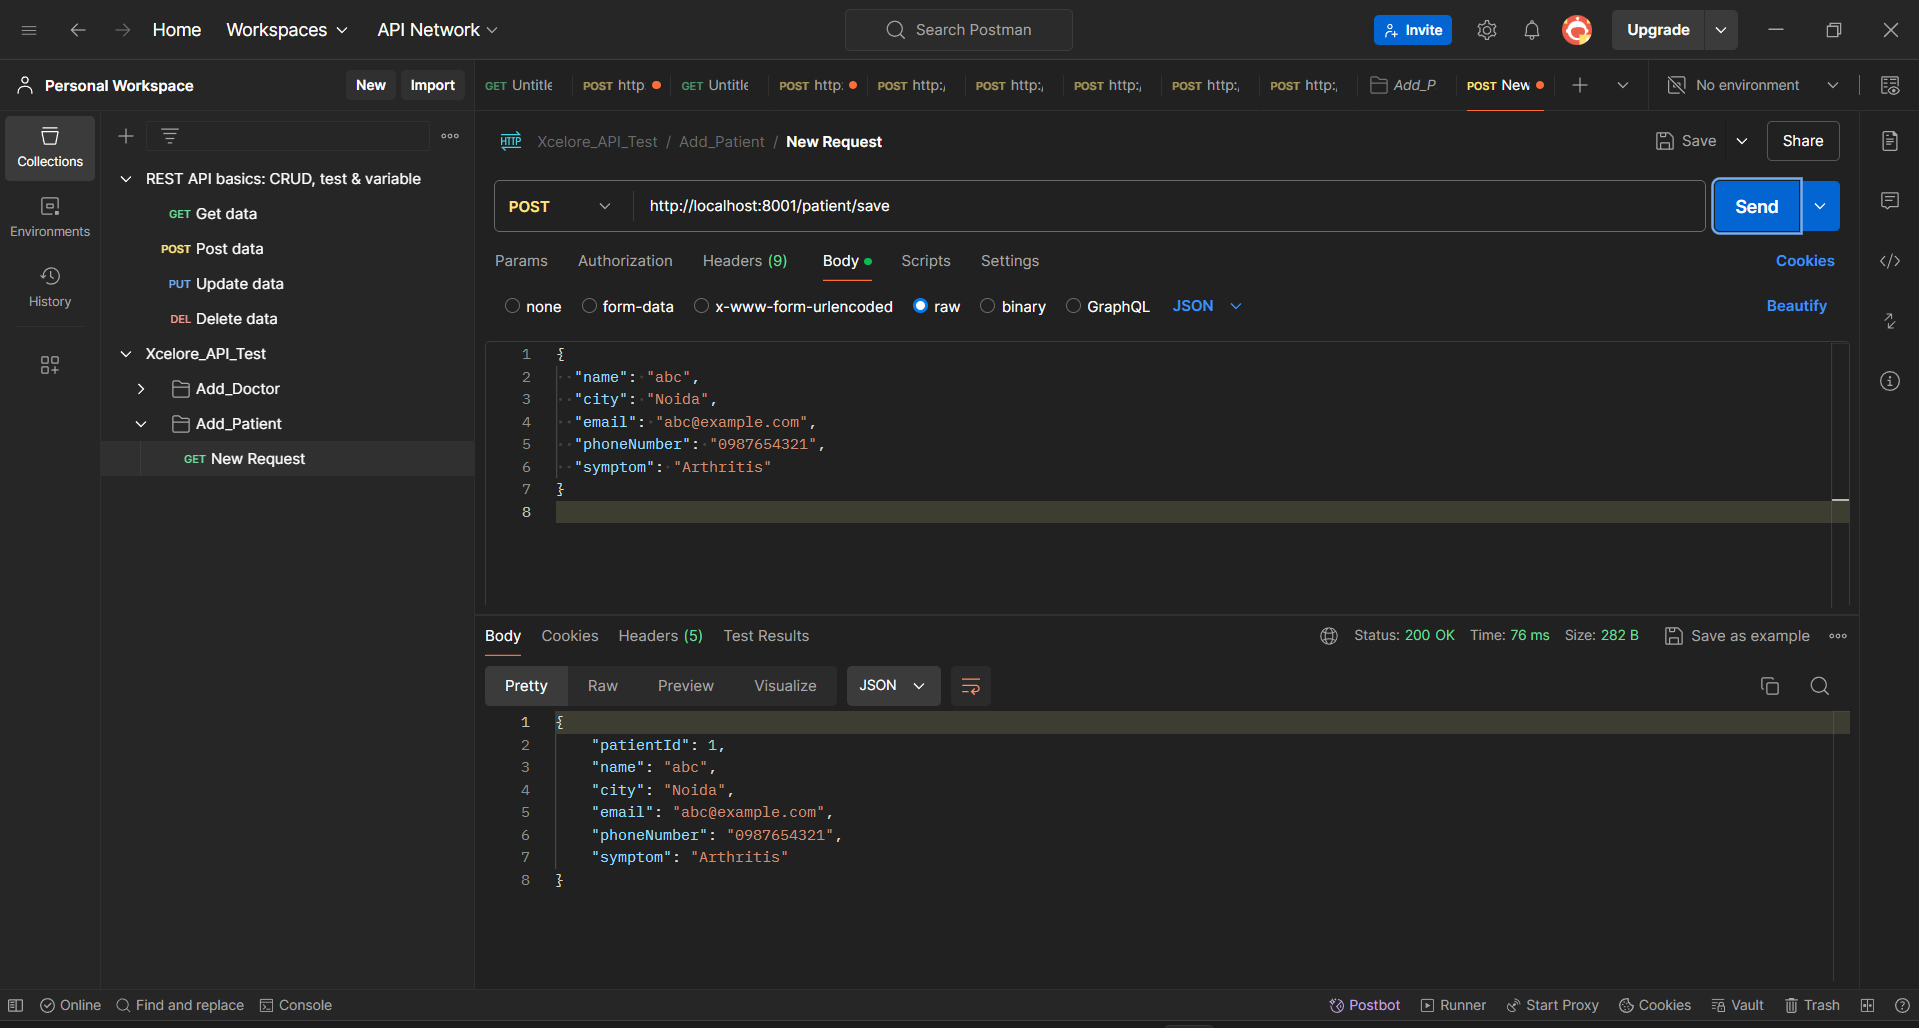 Home Workspaces API Network Search Postman Invite Upgrade
Personal Workspace New Import
GET Untitle POST http: GET Untitle POST http: POST http:/ POST http:/ POST http:/ POST http:/ POST http:/ Add_P POST New No environment
Collections
Environments
History
REST API basics: CRUD, test & variable
GET Get data
POST Post data
PUT Update data
DEL Delete data
Xcelore_API_Test
Add_Doctor
Add_Patient
GET New Request
HTTP Xcelore_API_Test / Add_Patient / New Request Save Share
POST http://localhost:8001/patient/save Send
Params Authorization Headers (9) Body Scripts Settings Cookies
none form-data x-www-form-urlencoded raw binary GraphQL JSON Beautify
1 {
2 "name": "abc",
3 "city": "Noida",
4 "email": "abc@example.com",
5 "phoneNumber": "0987654321",
6 "symptom": "Arthritis"
7 }
8
Body Cookies Headers (5) Test Results Status: 200 OK Time: 76 ms Size: 282 B Save as example
Pretty Raw Preview Visualize JSON
1 {
2 "patientId": 1,
3 "name": "abc",
4 "city": "Noida",
5 "email": "abc@example.com",
6 "phoneNumber": "0987654321",
7 "symptom": "Arthritis"
8 }
Online Find and replace Console Postbot Runner Start Proxy Cookies Vault Trash